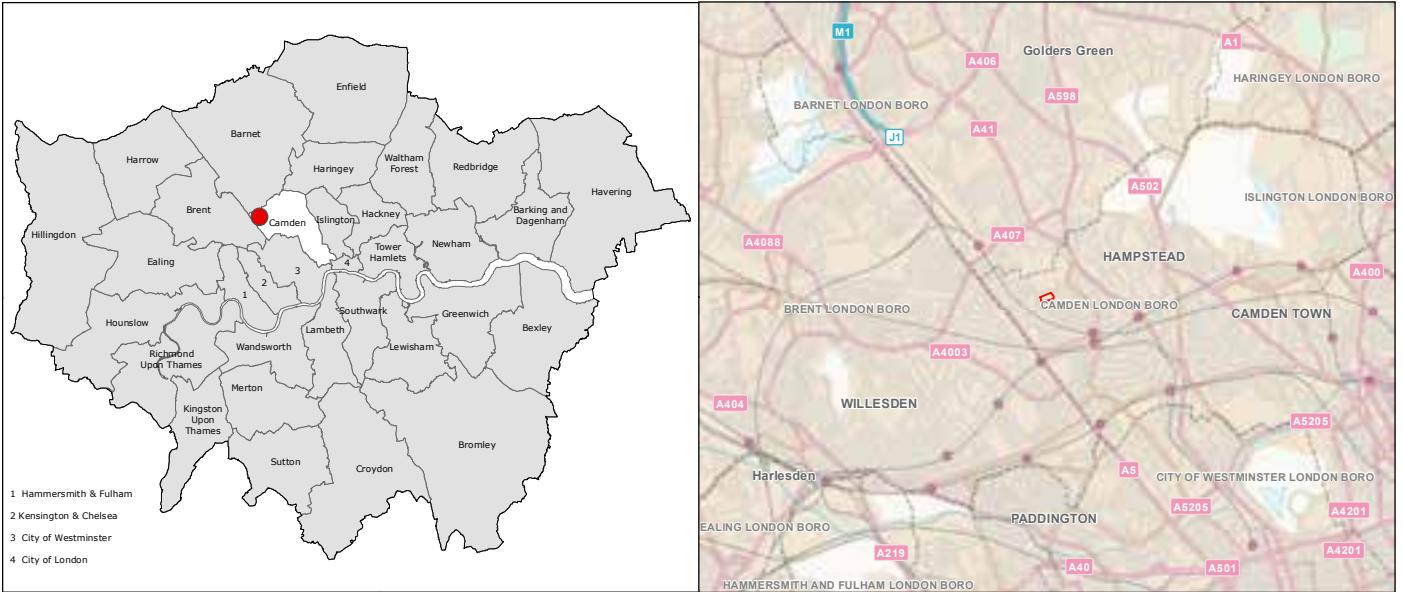 Enfield
Barnet
Harrow
Haringey
Waltham
Forest
Redbridge
Havering
Brent
Camden
Islington
Hackney
Barking and
Dagenham
Hillingdon
Ealing
Tower
Hamlets
Newham
3
4
2
1
Hounslow
Southwark
Greenwich
Bexley
Lambeth
Wandsworth
Lewisham
Richmond
Upon Thames
Merton
Kingston
Upon
Thames
Bromley
Sutton
Croydon
1 Hammersmith & Fulham
2 Kensington & Chelsea
3 City of Westminster
4 City of London
M1
Golders Green
A1
A406
HARINGEY LONDON BORO
A598
BARNET LONDON BORO
A41
J1
A502
ISLINGTON LONDON BORO
A407
A4088
HAMPSTEAD
A400
BRENT LONDON BORO
CAMDEN LONDON BORO
CAMDEN TOWN
A4003
A404
WILLESDEN
A5205
Harlesden
A5
CITY OF WESTMINSTER LONDON BORO
A5205
A4201
PADDINGTON
EALING LONDON BORO
A219
A4201
A40
A501
HAMMERSMITH AND FULHAM LONDON BORO